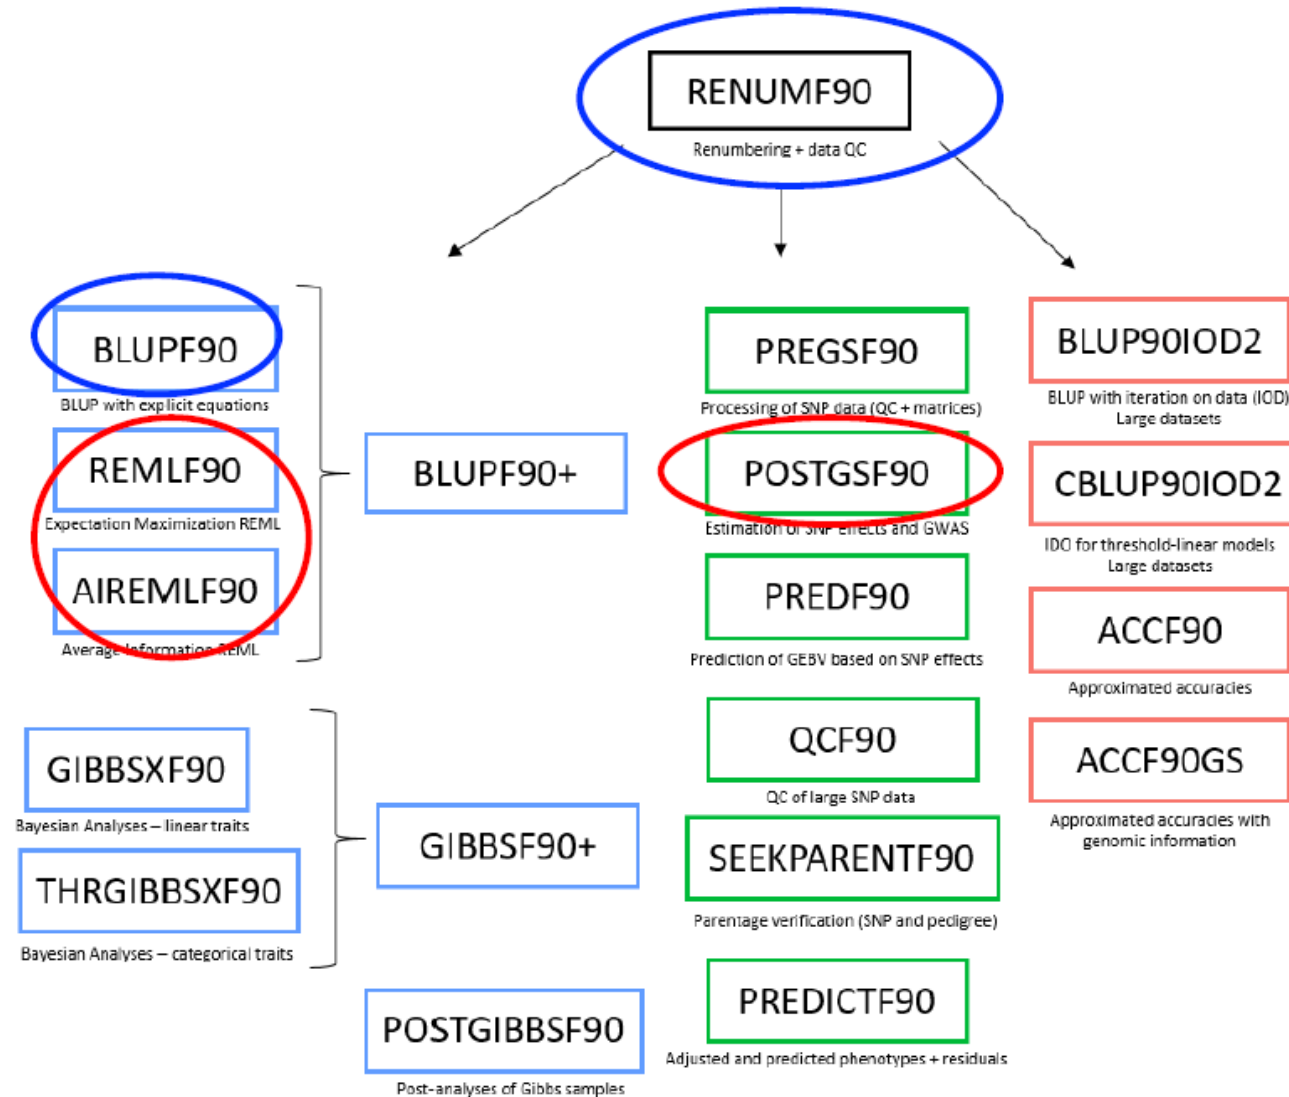 RENUMF90
Renumbering + data QC
BLUPF90
BLUP with explicit equations
REMLF90
Expectation Maximization REML
AIREMLF90
Average Information REML
BLUPF90+
GIBBSXF90
Bayesian Analyses – linear traits
THRGIBBSXF90
Bayesian Analyses – categorical traits
GIBBSF90+
POSTGIBBSF90
Post-analyses of Gibbs samples
PREGSF90
Processing of SNP data (QC + matrices)
POSTGSF90
Estimation of SNP effects and GWAS
PREDF90
Prediction of GEBV based on SNP effects
QCF90
QC of large SNP data
SEEKPARENTF90
Parentage verification (SNP and pedigree)
PREDICTF90
Adjusted and predicted phenotypes + residuals
BLUP90IOD2
BLUP with iteration on data (IOD)
Large datasets
CBLUP90IOD2
IDO for threshold-linear models
Large datasets
ACCF90
Approximated accuracies
ACCF90GS
Approximated accuracies with
genomic information